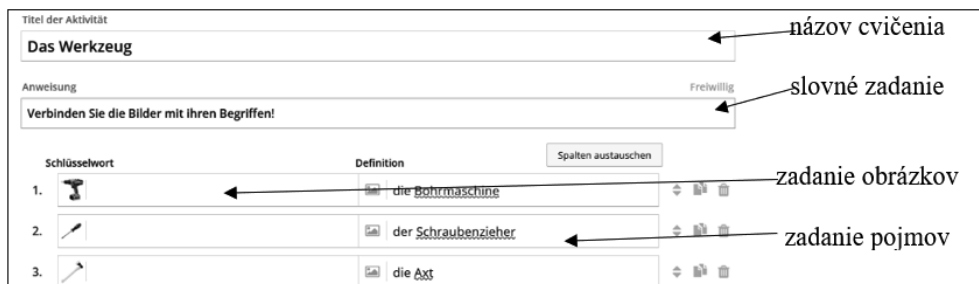 Titel der Aktivität
Das Werkzeug
názov cvičenia
Anweisung
Freiwillig
slovné zadanie
Verbinden Sie die Bilder mit ihren Begriffen!
Schlüsselwort
Definition
Spalten austauschen
1. die Bohrmaschine
zadanie obrázkov
2. der Schraubenzieher
zadanie pojmov
3. die Axt